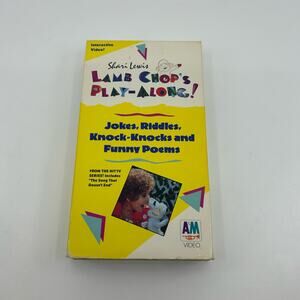 Interactive
Video!
Shari Lewis
LAMB CHOP'S
PLAY-ALONG!
Jokes, Riddles,
Knock-Knocks and
Funny Poems
FROM THE HIT TV
SERIES! Includes
"The Song That
Doesn't End"
A&M
VIDEO